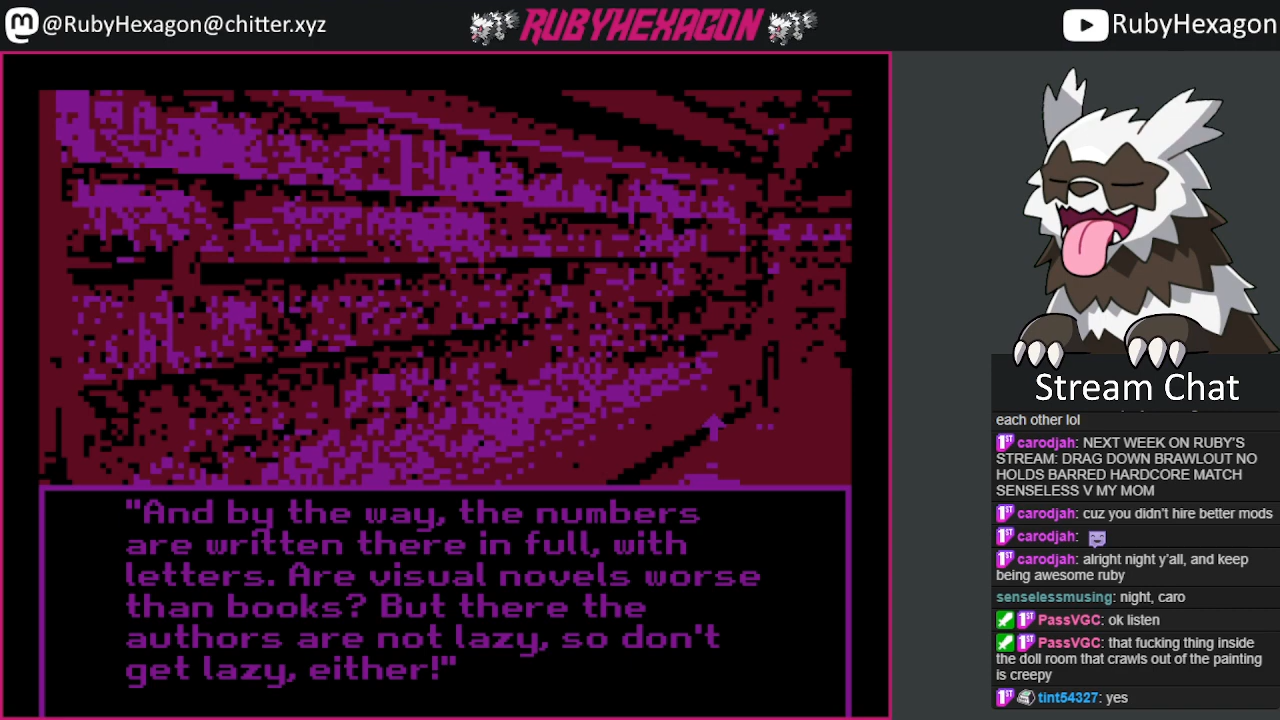 @RubyHexagon@chitter.xyz
RUBYHEXAGON
RubyHexagon
"And by the way, the numbers
are written there in full, with
letters. Are visual novels worse
than books? But there the
authors are not lazy, so don't
get lazy, either!"
Stream Chat
each other lol
carodjah: NEXT WEEK ON RUBY'S
STREAM: DRAG DOWN BRAWLOUT NO
HOLDS BARRED HARDCORE MATCH
SENSELESS V MY MOM
carodjah: cuz you didn't hire better mods
carodjah:
carodjah: alright night y'all, and keep
being awesome ruby
senselessmusing: night, caro
PassVGC: ok listen
PassVGC: that fucking thing inside
the doll room that crawls out of the painting
is creepy
tint54327: yes